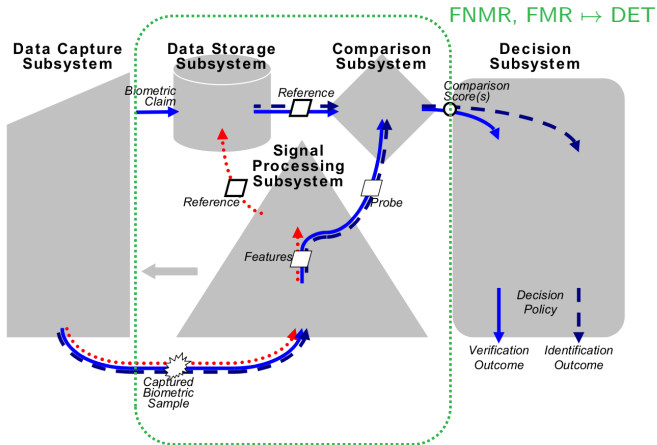 FNMR, FMR ↦ DET
Data Capture
Subsystem
Data Storage
Subsystem
Comparison
Subsystem
Decision
Subsystem
Biometric
Claim
Reference
Comparison
Score(s)
Signal
Processing
Subsystem
Reference
Probe
Features
Decision
Policy
Verification
Outcome
Identification
Outcome
Captured
Biometric
Sample